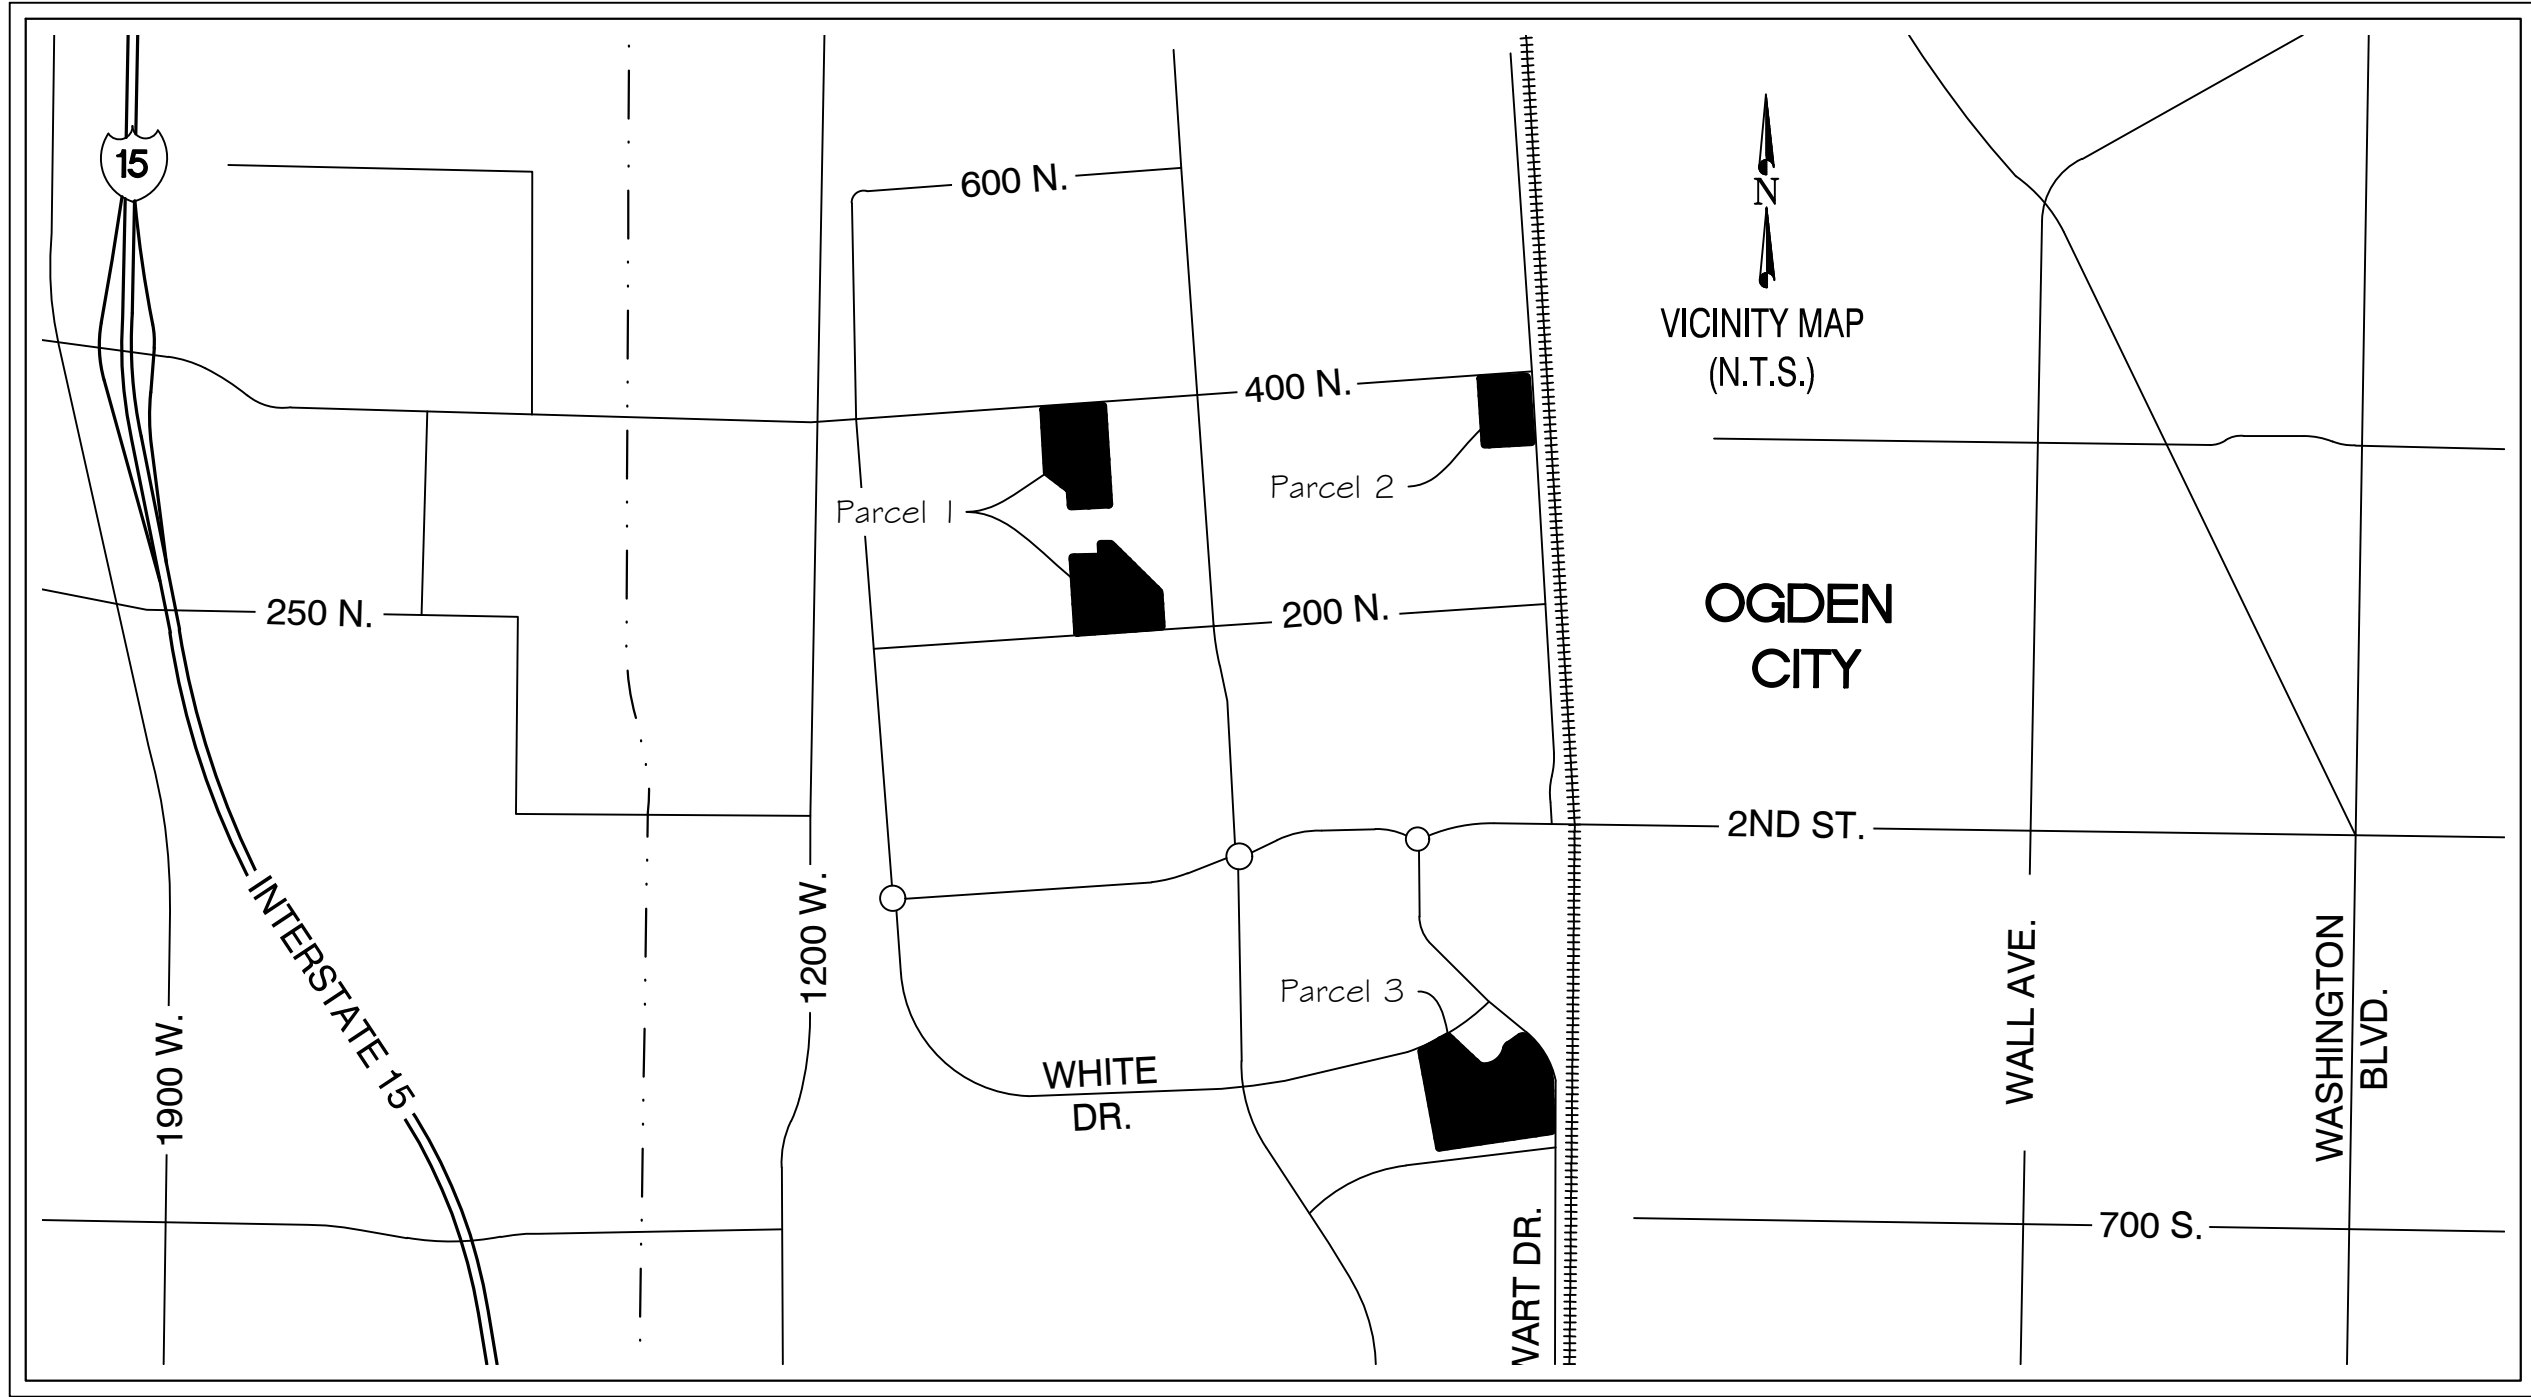 15
600 N.
N
VICINITY MAP
(N.T.S.)
400 N.
Parcel 2
Parcel 1
250 N.
200 N.
OGDEN
CITY
2ND ST.
INTERSTATE 15
1200 W.
1900 W.
Parcel 3
WHITE
DR.
WALL AVE.
WASHINGTON
BLVD.
700 S.
DR.